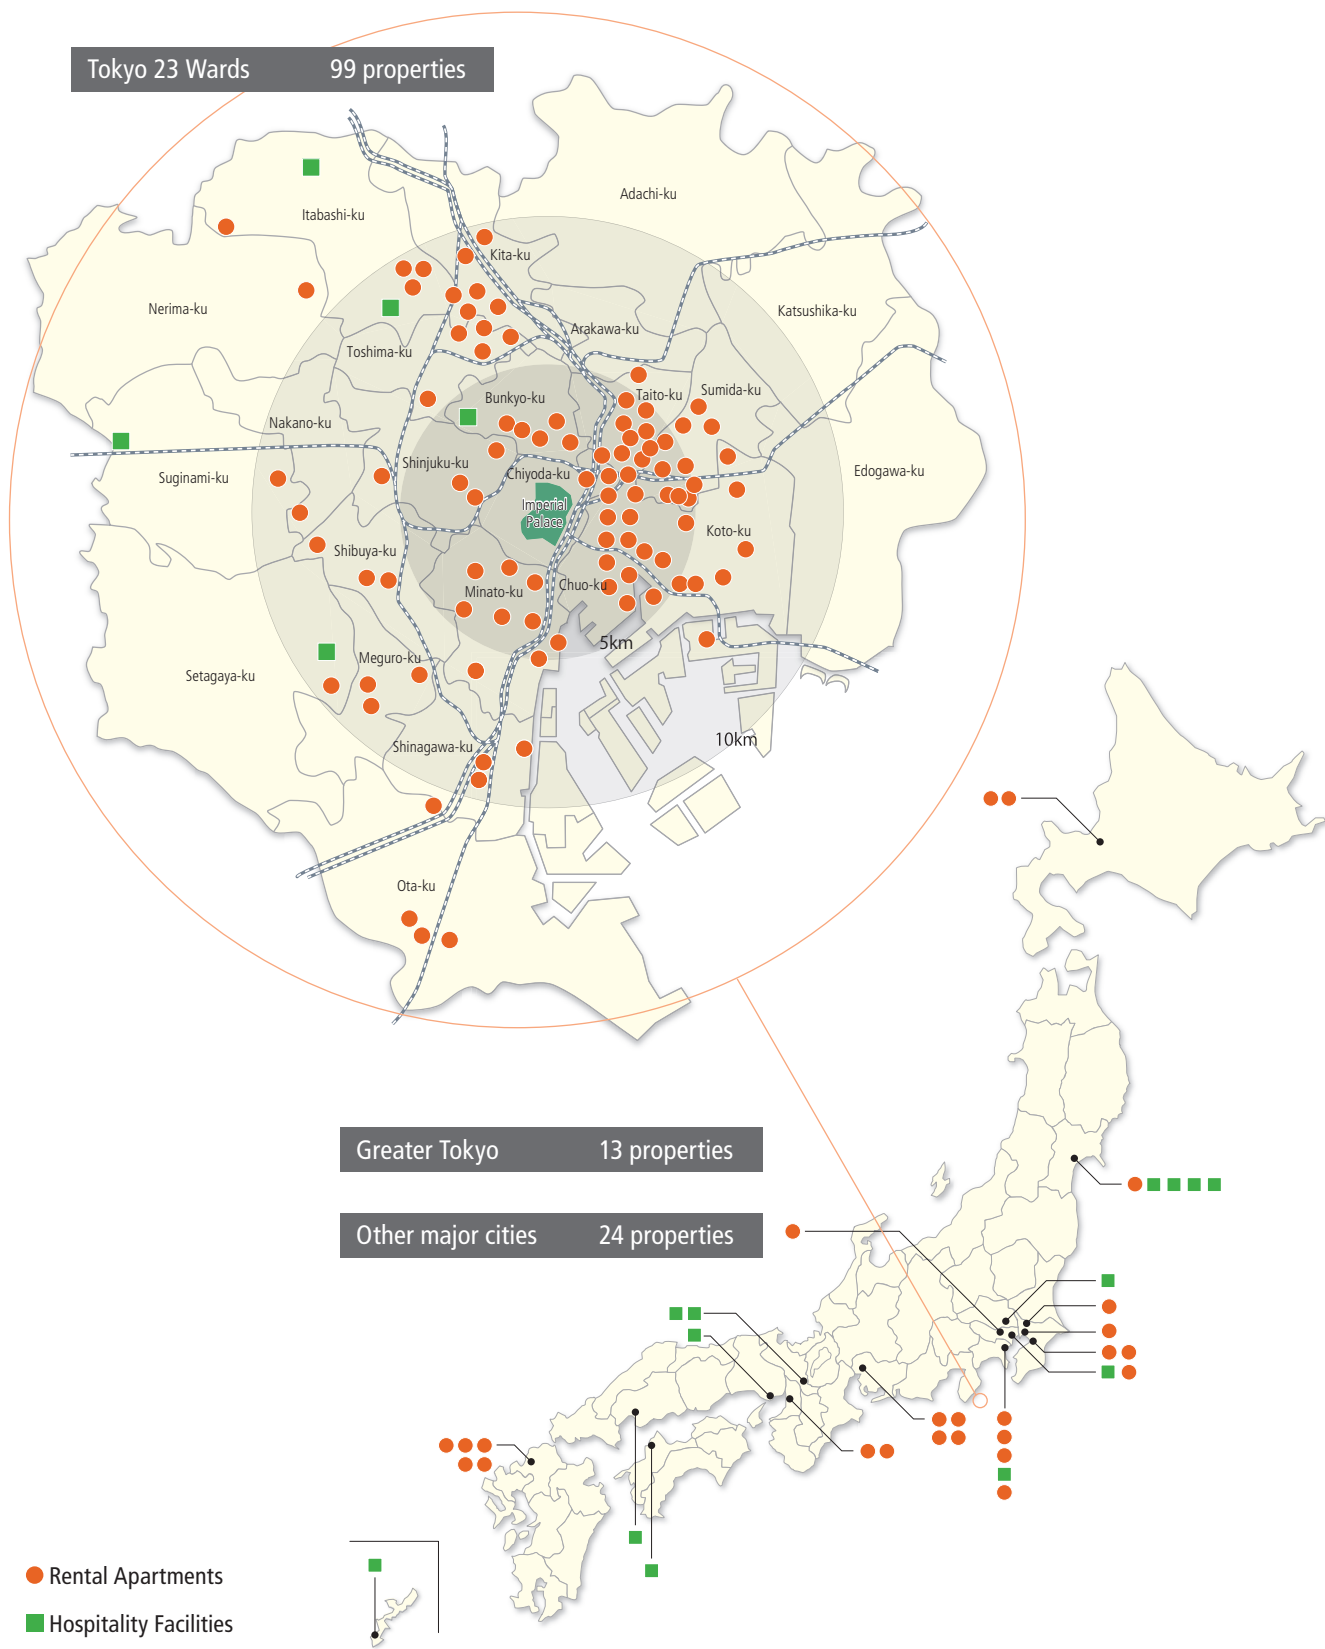 Tokyo 23 Wards 99 properties
Adachi-ku
Itabashi-ku
Kita-ku
Nerima-ku
Katsushika-ku
Arakawa-ku
Toshima-ku
Sumida-ku
Taito-ku
Bunkyo-ku
Nakano-ku
Shinjuku-ku
Edogawa-ku
Chiyoda-ku
Suginami-ku
Imperial
Palace
Koto-ku
Shibuya-ku
Chuo-ku
Minato-ku
5km
Meguro-ku
Setagaya-ku
10km
Shinagawa-ku
Ota-ku
Greater Tokyo 13 properties
Other major cities 24 properties
Rental Apartments
Hospitality Facilities